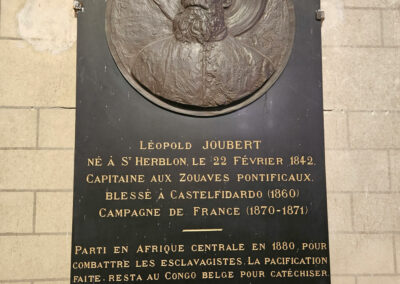 LÉOPOLD JOUBERT
NÉ À Sᵀ HERBLON, LE 22 FÉVRIER 1842.
CAPITAINE AUX ZOUAVES PONTIFICAUX.
BLESSÉ À CASTELFIDARDO (1860)
CAMPAGNE DE FRANCE (1870-1871)
PARTI EN AFRIQUE CENTRALE EN 1880, POUR
COMBATTRE LES ESCLAVAGISTES. LA PACIFICATION
FAITE, RESTA AU CONGO BELGE POUR CATÉCHISER